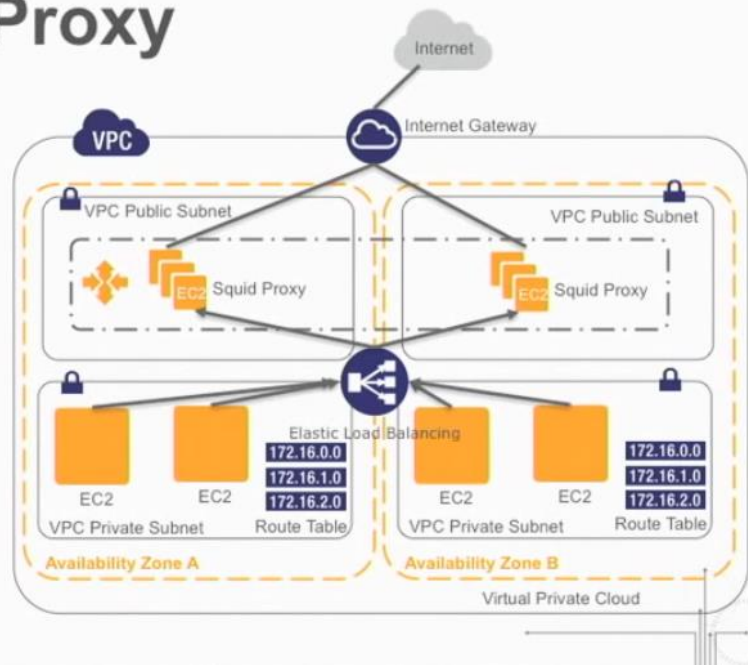 Proxy
Internet
Internet Gateway
VPC
VPC Public Subnet
VPC Public Subnet
EC2
Squid Proxy
EC2
Squid Proxy
Elastic Load Balancing
172.16.0.0
172.16.1.0
172.16.2.0
172.16.0.0
172.16.1.0
172.16.2.0
EC2
EC2
EC2
EC2
VPC Private Subnet
Route Table
VPC Private Subnet
Route Table
Availability Zone A
Availability Zone B
Virtual Private Cloud